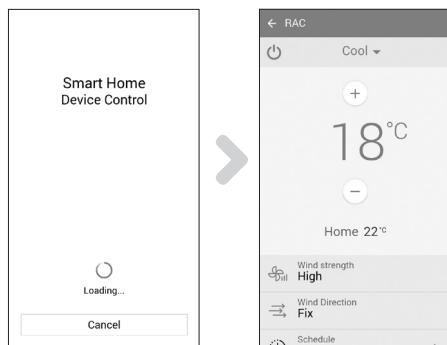 Smart Home
Device Control
Loading...
Cancel
RAC
Cool
18°C
Home 22°C
Wind strength
High
Wind Direction
Fix
Schedule